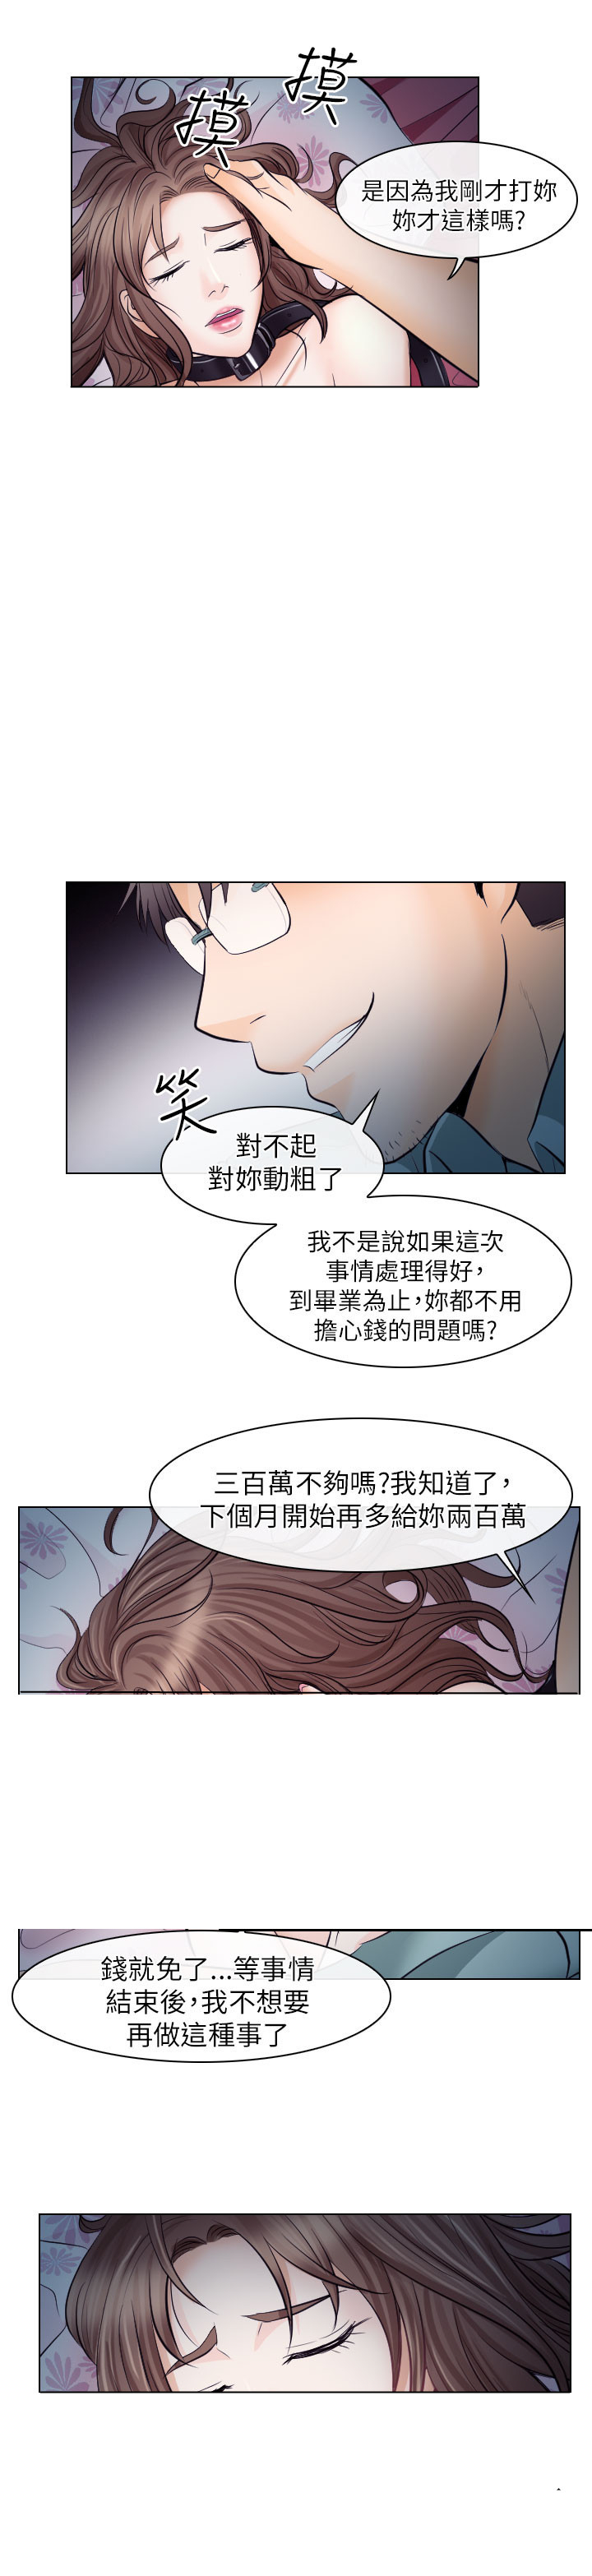 摸
摸
是因為我剛才打妳
妳才這樣嗎?
笑
對不起
對妳動粗了
我不是說如果這次
事情處理得好,
到畢業為止,妳都不用
擔心錢的問題嗎?
三百萬不夠嗎?我知道了,
下個月開始再多給妳兩百萬
錢就免了...等事情
結束後,我不想要
再做這種事了